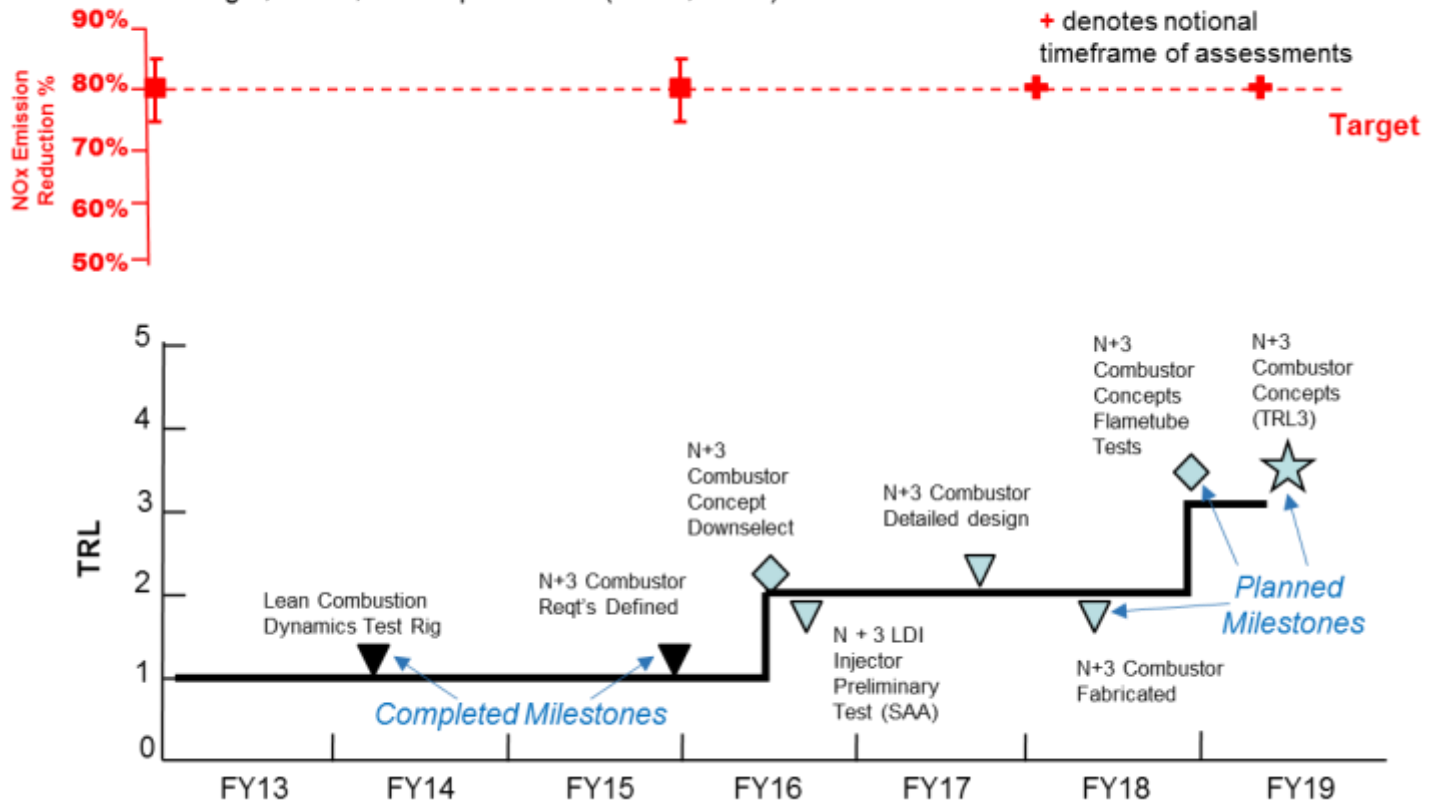 90%
80%
70%
60%
50%
NOx Emission
Reduction %
+ denotes notional
timeframe of assessments
Target
5
4
3
2
1
0
TRL
Lean Combustion
Dynamics Test Rig
N+3 Combustor
Reqt's Defined
Completed Milestones
N+3
Combustor
Concept
Downselect
N + 3 LDI
Injector
Preliminary
Test (SAA)
N+3 Combustor
Detailed design
N+3
Combustor
Concepts
Flametube
Tests
N+3
Combustor
Concepts
(TRL3)
Planned
Milestones
N+3 Combustor
Fabricated
FY13
FY14
FY15
FY16
FY17
FY18
FY19